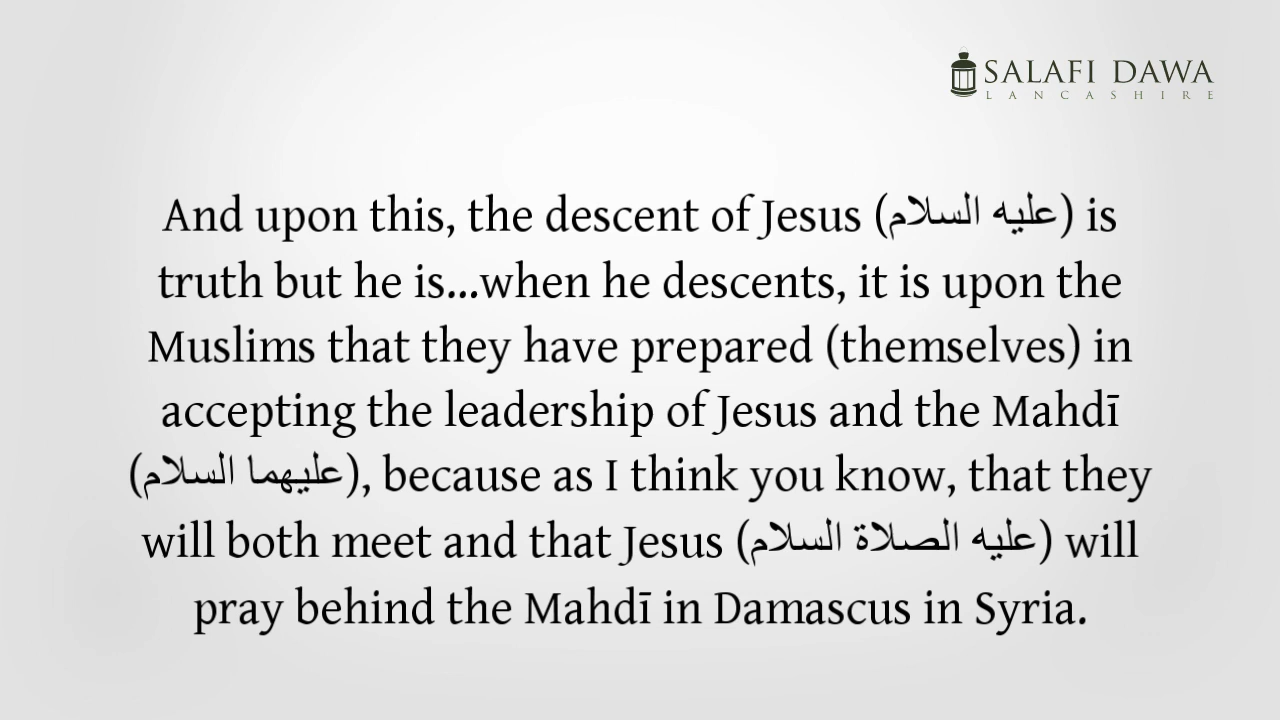 SALAFI DAWA
LANCASHIRE
And upon this, the descent of Jesus (عليه السلام) is
truth but he is...when he descents, it is upon the
Muslims that they have prepared (themselves) in
accepting the leadership of Jesus and the Mahdī
(عليهما السلام), because as I think you know, that they
will both meet and that Jesus (عليه الصلاة السلام) will
pray behind the Mahdī in Damascus in Syria.